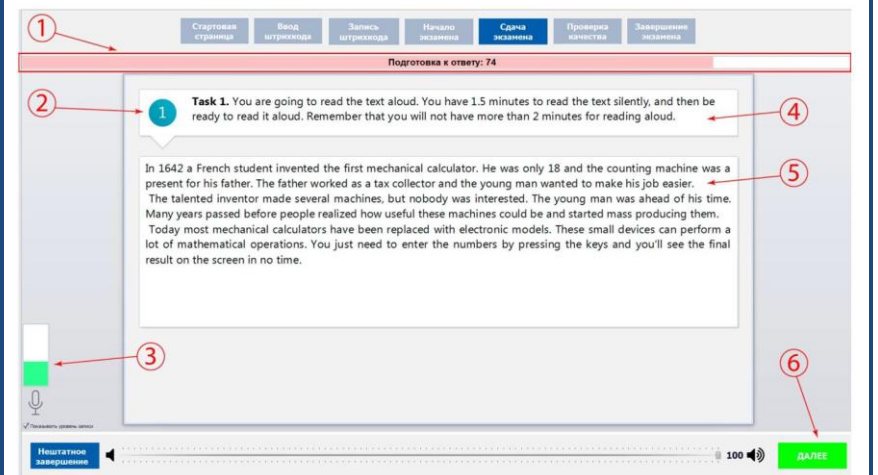 Стартовая страница
Ввод штрихкода
Запись штрихкода
Начало экзамена
Сдача экзамена
Проверка качества
Завершение экзамена
1
Подготовка к ответу: 74
2
1
Task 1. You are going to read the text aloud. You have 1.5 minutes to read the text silently, and then be
ready to read it aloud. Remember that you will not have more than 2 minutes for reading aloud.
4
In 1642 a French student invented the first mechanical calculator. He was only 18 and the counting machine was a
present for his father. The father worked as a tax collector and the young man wanted to make his job easier.
5
The talented inventor made several machines, but nobody was interested. The young man was ahead of his time.
Many years passed before people realized how useful these machines could be and started mass producing them.
Today most mechanical calculators have been replaced with electronic models. These small devices can perform a
lot of mathematical operations. You just need to enter the numbers by pressing the keys and you'll see the final
result on the screen in no time.
3
6
Показывать уровень записи
Нештатное
завершение
100
ДАЛЕЕ